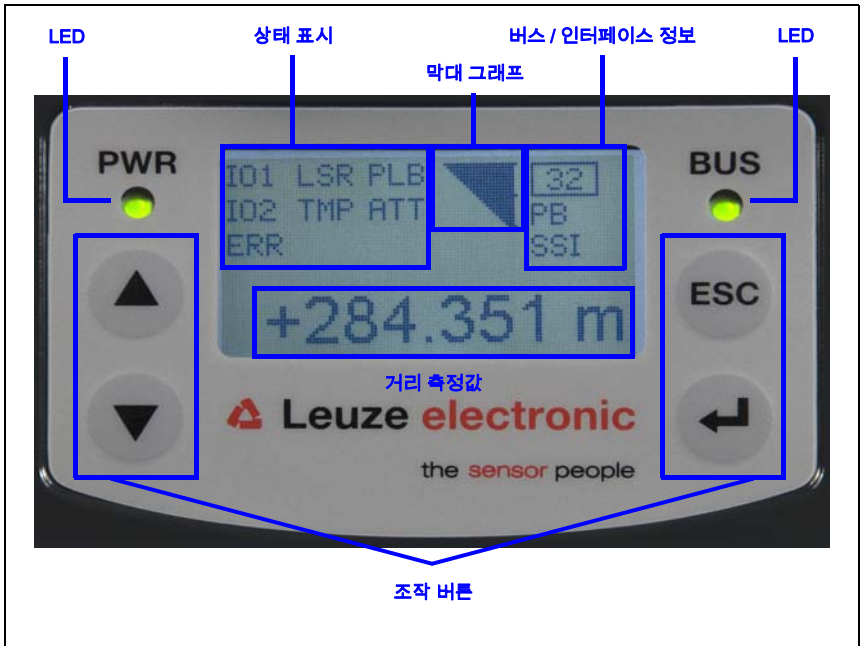 LED
상태 표시
버스 / 인터페이스 정보
LED
막대 그래프
PWR
BUS
IO1 LSR PLB
IO2 TMP ATT
ERR
32
PB
SSI
ESC
+284.351 m
거리 측정값
Leuze electronic
the sensor people
조작 버튼